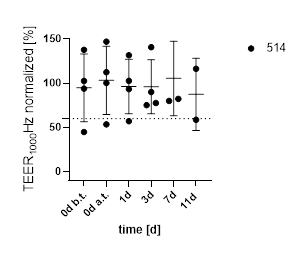 TEER1000Hz normalized [%]
150
100
50
0
0d b.t.
0d a.t.
1d
3d
7d
11d
time [d]
514